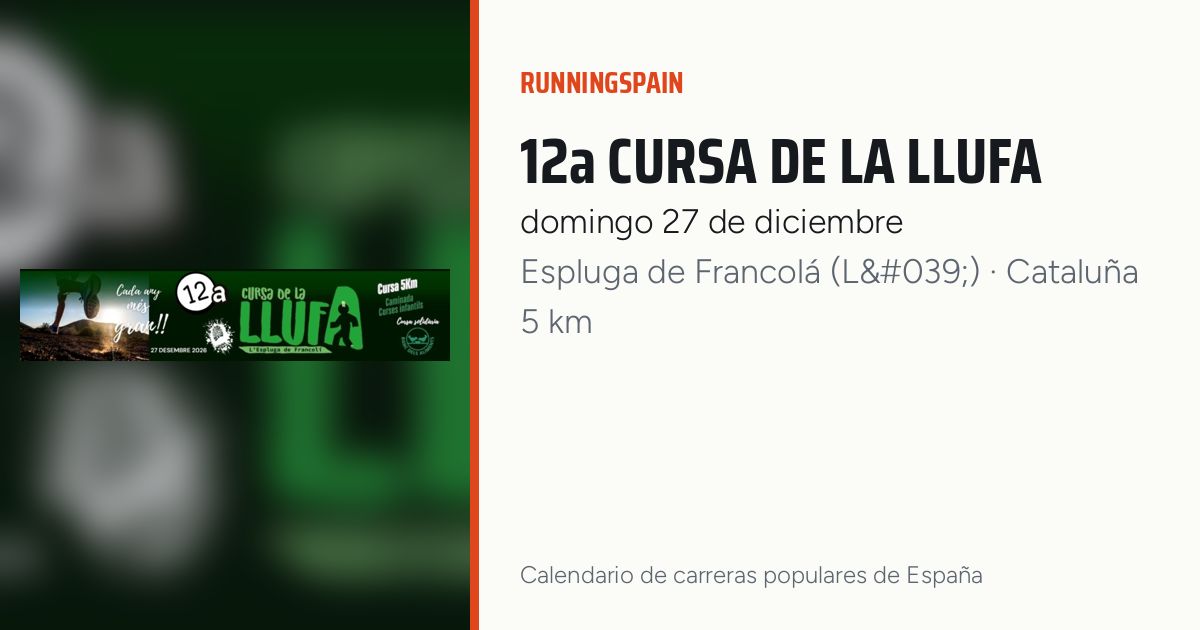 Cada any
més
gran!!
27 DESEMBRE 2026
12a
CURSA DE LA
LLUFA
L'Espluga de Francolí
Cursa 5Km
Caminada
Curses infantils
Cursa solidària
RUNNINGSPAIN
12a CURSA DE LA LLUFA
domingo 27 de diciembre
Espluga de Francolá (L&#039;) · Cataluña
5 km
Calendario de carreras populares de España